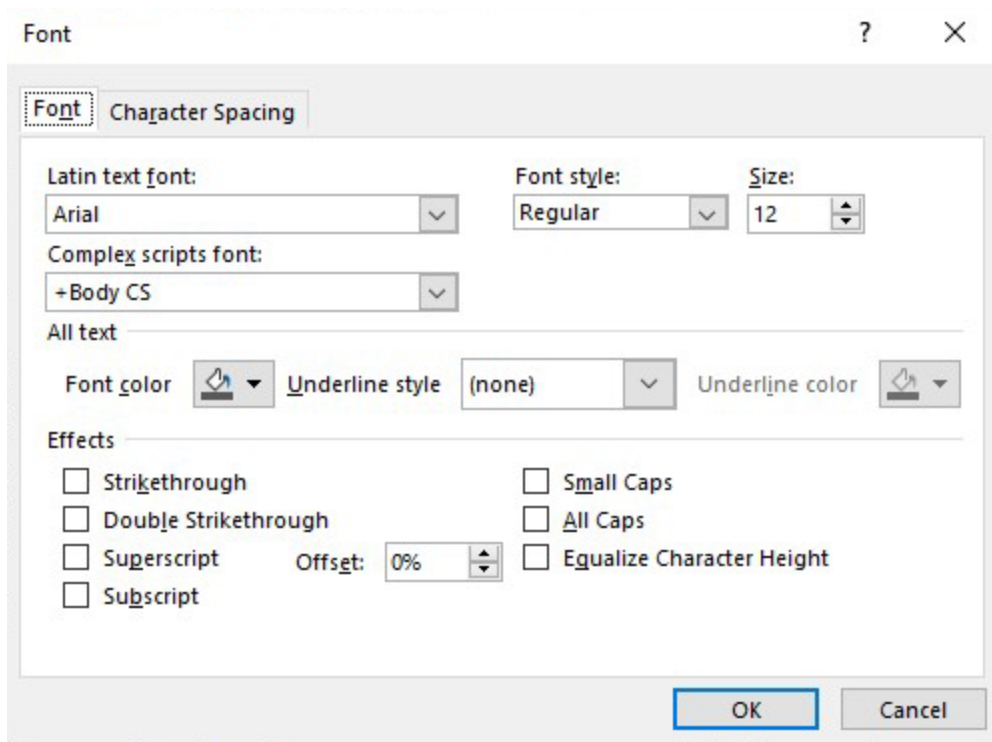 Font ?
Font Character Spacing
Latin text font: Font style: Size:
Arial Regular 12
Complex scripts font:
+Body CS
All text
Font color Underline style (none) Underline color
Effects
Strikethrough Small Caps
Double Strikethrough All Caps
Superscript Offset: 0% Equalize Character Height
Subscript
OK Cancel